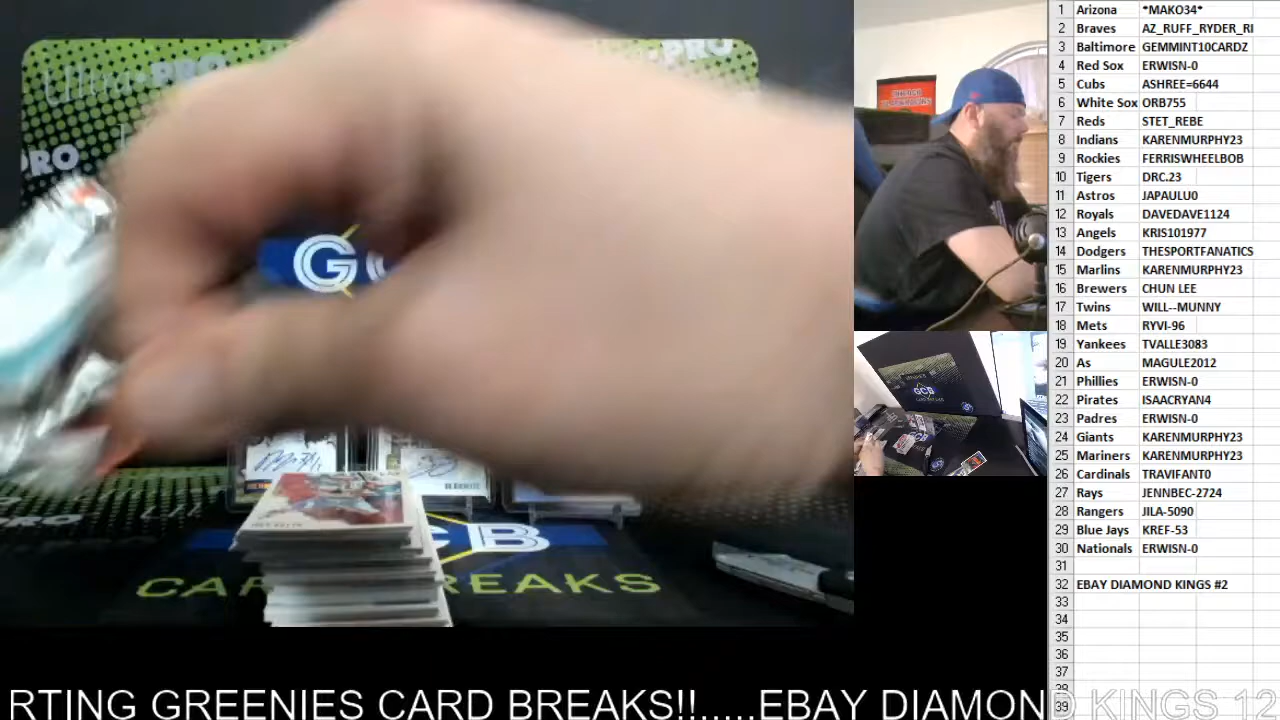 Ultra PRO
PRO
PRO
G
PRO
CB
CAR BREAKS
GCB
1 Arizona *MAKO34*
2 Braves AZ_RUFF_RYDER_RI
3 Baltimore GEMMINT10CARDZ
4 Red Sox ERWISN-0
5 Cubs ASHREE=6644
6 White Sox ORB755
7 Reds STET_REBE
8 Indians KARENMURPHY23
9 Rockies FERRISWHEELBOB
10 Tigers DRC.23
11 Astros JAPAULU0
12 Royals DAVEDAVE1124
13 Angels KRIS101977
14 Dodgers THESPORTFANATICS
15 Marlins KARENMURPHY23
16 Brewers CHUN LEE
17 Twins WILL--MUNNY
18 Mets RYVI-96
19 Yankees TVALLE3083
20 As MAGULE2012
21 Phillies ERWISN-0
22 Pirates ISAACRYAN4
23 Padres ERWISN-0
24 Giants KARENMURPHY23
25 Mariners KARENMURPHY23
26 Cardinals TRAVIFANT0
27 Rays JENNBEC-2724
28 Rangers JILA-5090
29 Blue Jays KREF-53
30 Nationals ERWISN-0
31
32 EBAY DIAMOND KINGS #2
33
34
35
36
37
38
39
RTING GREENIES CARD BREAKS!!.....EBAY DIAMOND KINGS 12